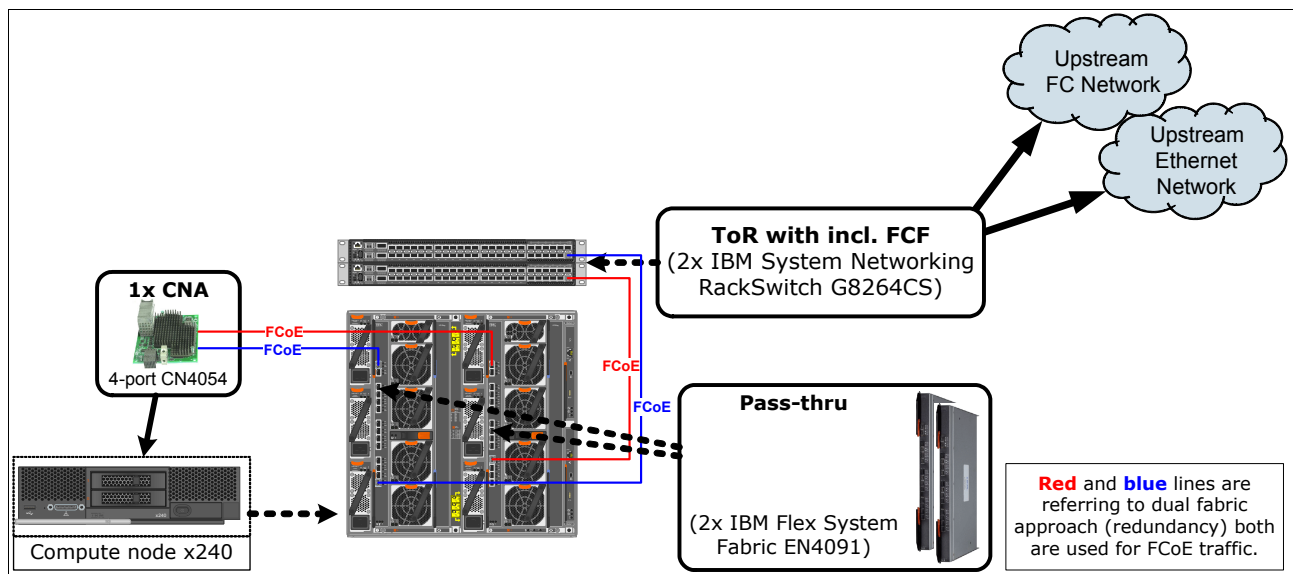 Upstream
FC Network
Upstream
Ethernet
Network
ToR with incl. FCF
(2x IBM System Networking
RackSwitch G8264CS)
1x CNA
4-port CN4054
FCoE
FCoE
FCoE
FCoE
Pass-thru
(2x IBM Flex System
Fabric EN4091)
Compute node x240
Red and blue lines are
referring to dual fabric
approach (redundancy) both
are used for FCoE traffic.